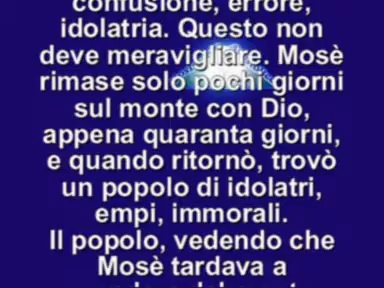 confusione, errore,
idolatria. Questo non
deve meravigliare. Mosè
rimase solo pochi giorni
sul monte con Dio,
appena quaranta giorni,
e quando ritornò, trovò
un popolo di idolatri,
empi, immorali.
Il popolo, vedendo che
Mosè tardava a